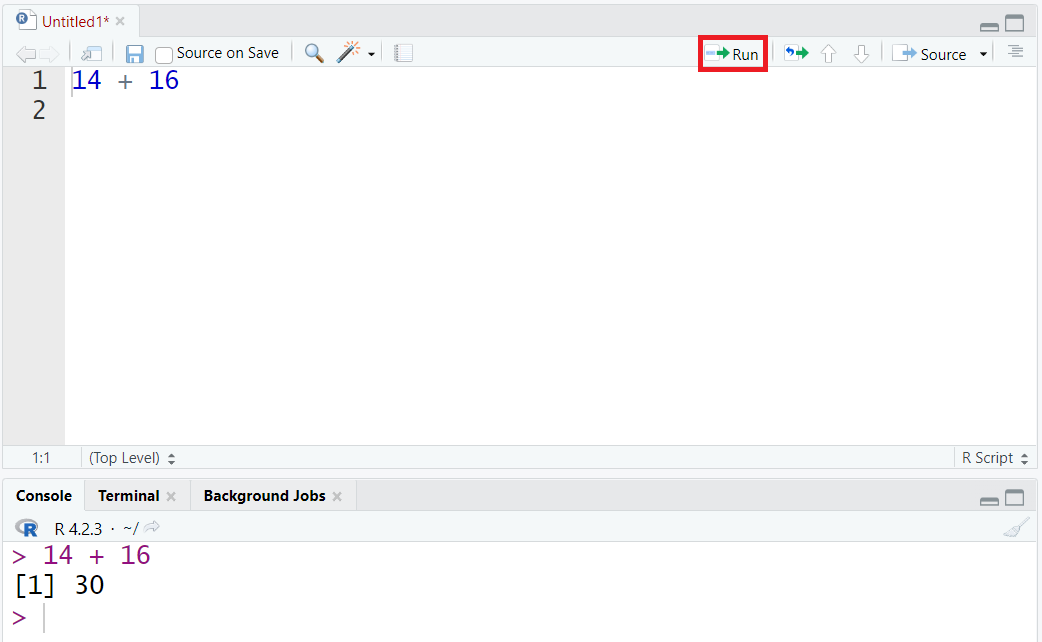 Untitled1*
Source on Save
Run
Source
1 14 + 16
2
1:1 (Top Level) R Script
Console Terminal Background Jobs
R R 4.2.3 · ~/
> 14 + 16
[1] 30
>